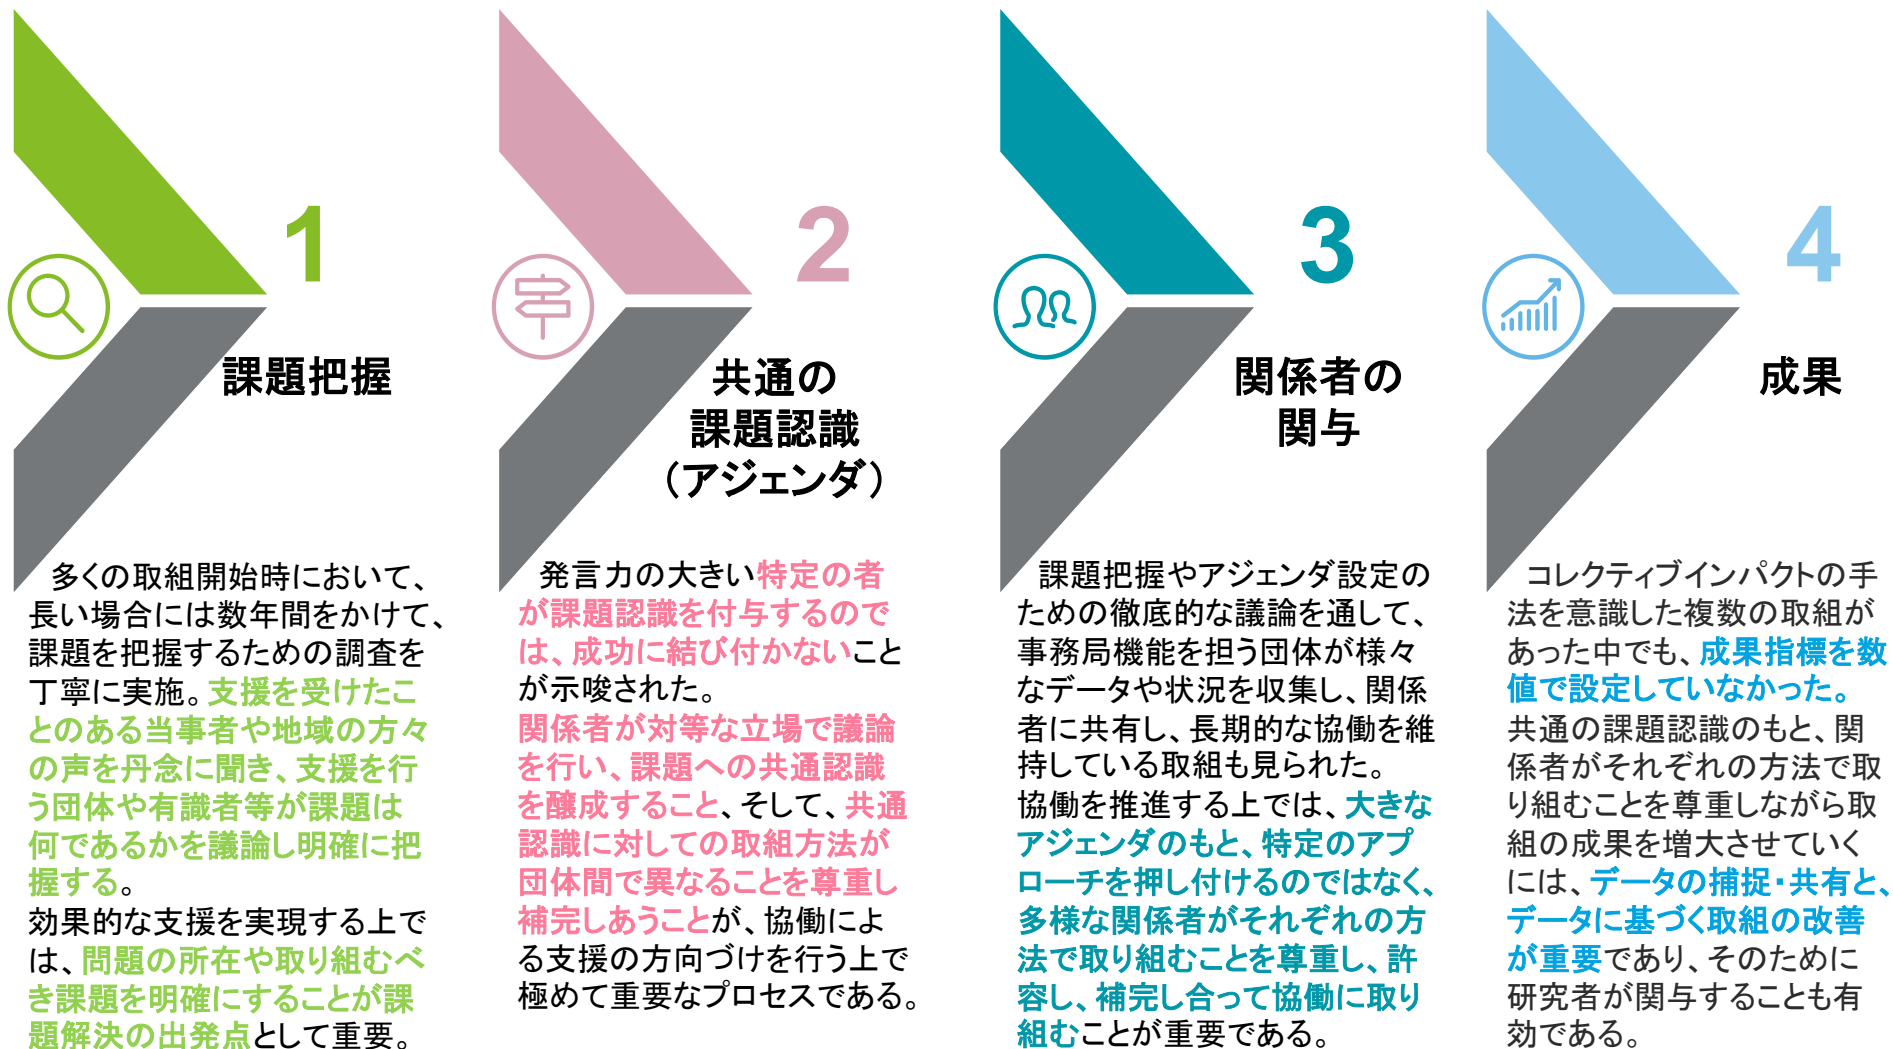 1
課題把握
多くの取組開始時において、
長い場合には数年間をかけて、
課題を把握するための調査を
丁寧に実施。支援を受けたこ
とのある当事者や地域の方々
の声を丹念に聞き、支援を行
う団体や有識者等が課題は
何であるかを議論し明確に把
握する。
効果的な支援を実現する上で
は、問題の所在や取り組むべ
き課題を明確にすることが課
題解決の出発点として重要。
2
共通の
課題認識
（アジェンダ）
発言力の大きい特定の者
が課題認識を付与するので
は、成功に結び付かないこと
が示唆された。
関係者が対等な立場で議論
を行い、課題への共通認識
を醸成すること、そして、共通
認識に対しての取組方法が
団体間で異なることを尊重し
補完しあうことが、協働によ
る支援の方向づけを行う上で
極めて重要なプロセスである。
3
関係者の
関与
課題把握やアジェンダ設定の
ための徹底的な議論を通して、
事務局機能を担う団体が様々
なデータや状況を収集し、関係
者に共有し、長期的な協働を維
持している取組も見られた。
協働を推進する上では、大きな
アジェンダのもと、特定のアプ
ローチを押し付けるのではなく、
多様な関係者がそれぞれの方
法で取り組むことを尊重し、許
容し、補完し合って協働に取り
組むことが重要である。
4
成果
コレクティブインパクトの手
法を意識した複数の取組が
あった中でも、成果指標を数
値で設定していなかった。
共通の課題認識のもと、関
係者がそれぞれの方法で取
り組むことを尊重しながら取
組の成果を増大させていく
には、データの捕捉・共有と、
データに基づく取組の改善
が重要であり、そのために
研究者が関与することも有
効である。